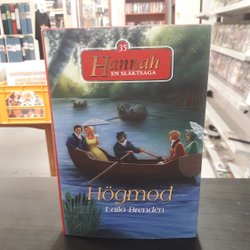 35
Hannah
EN SLÄKTSAGA
Högmod
Laila Brenden